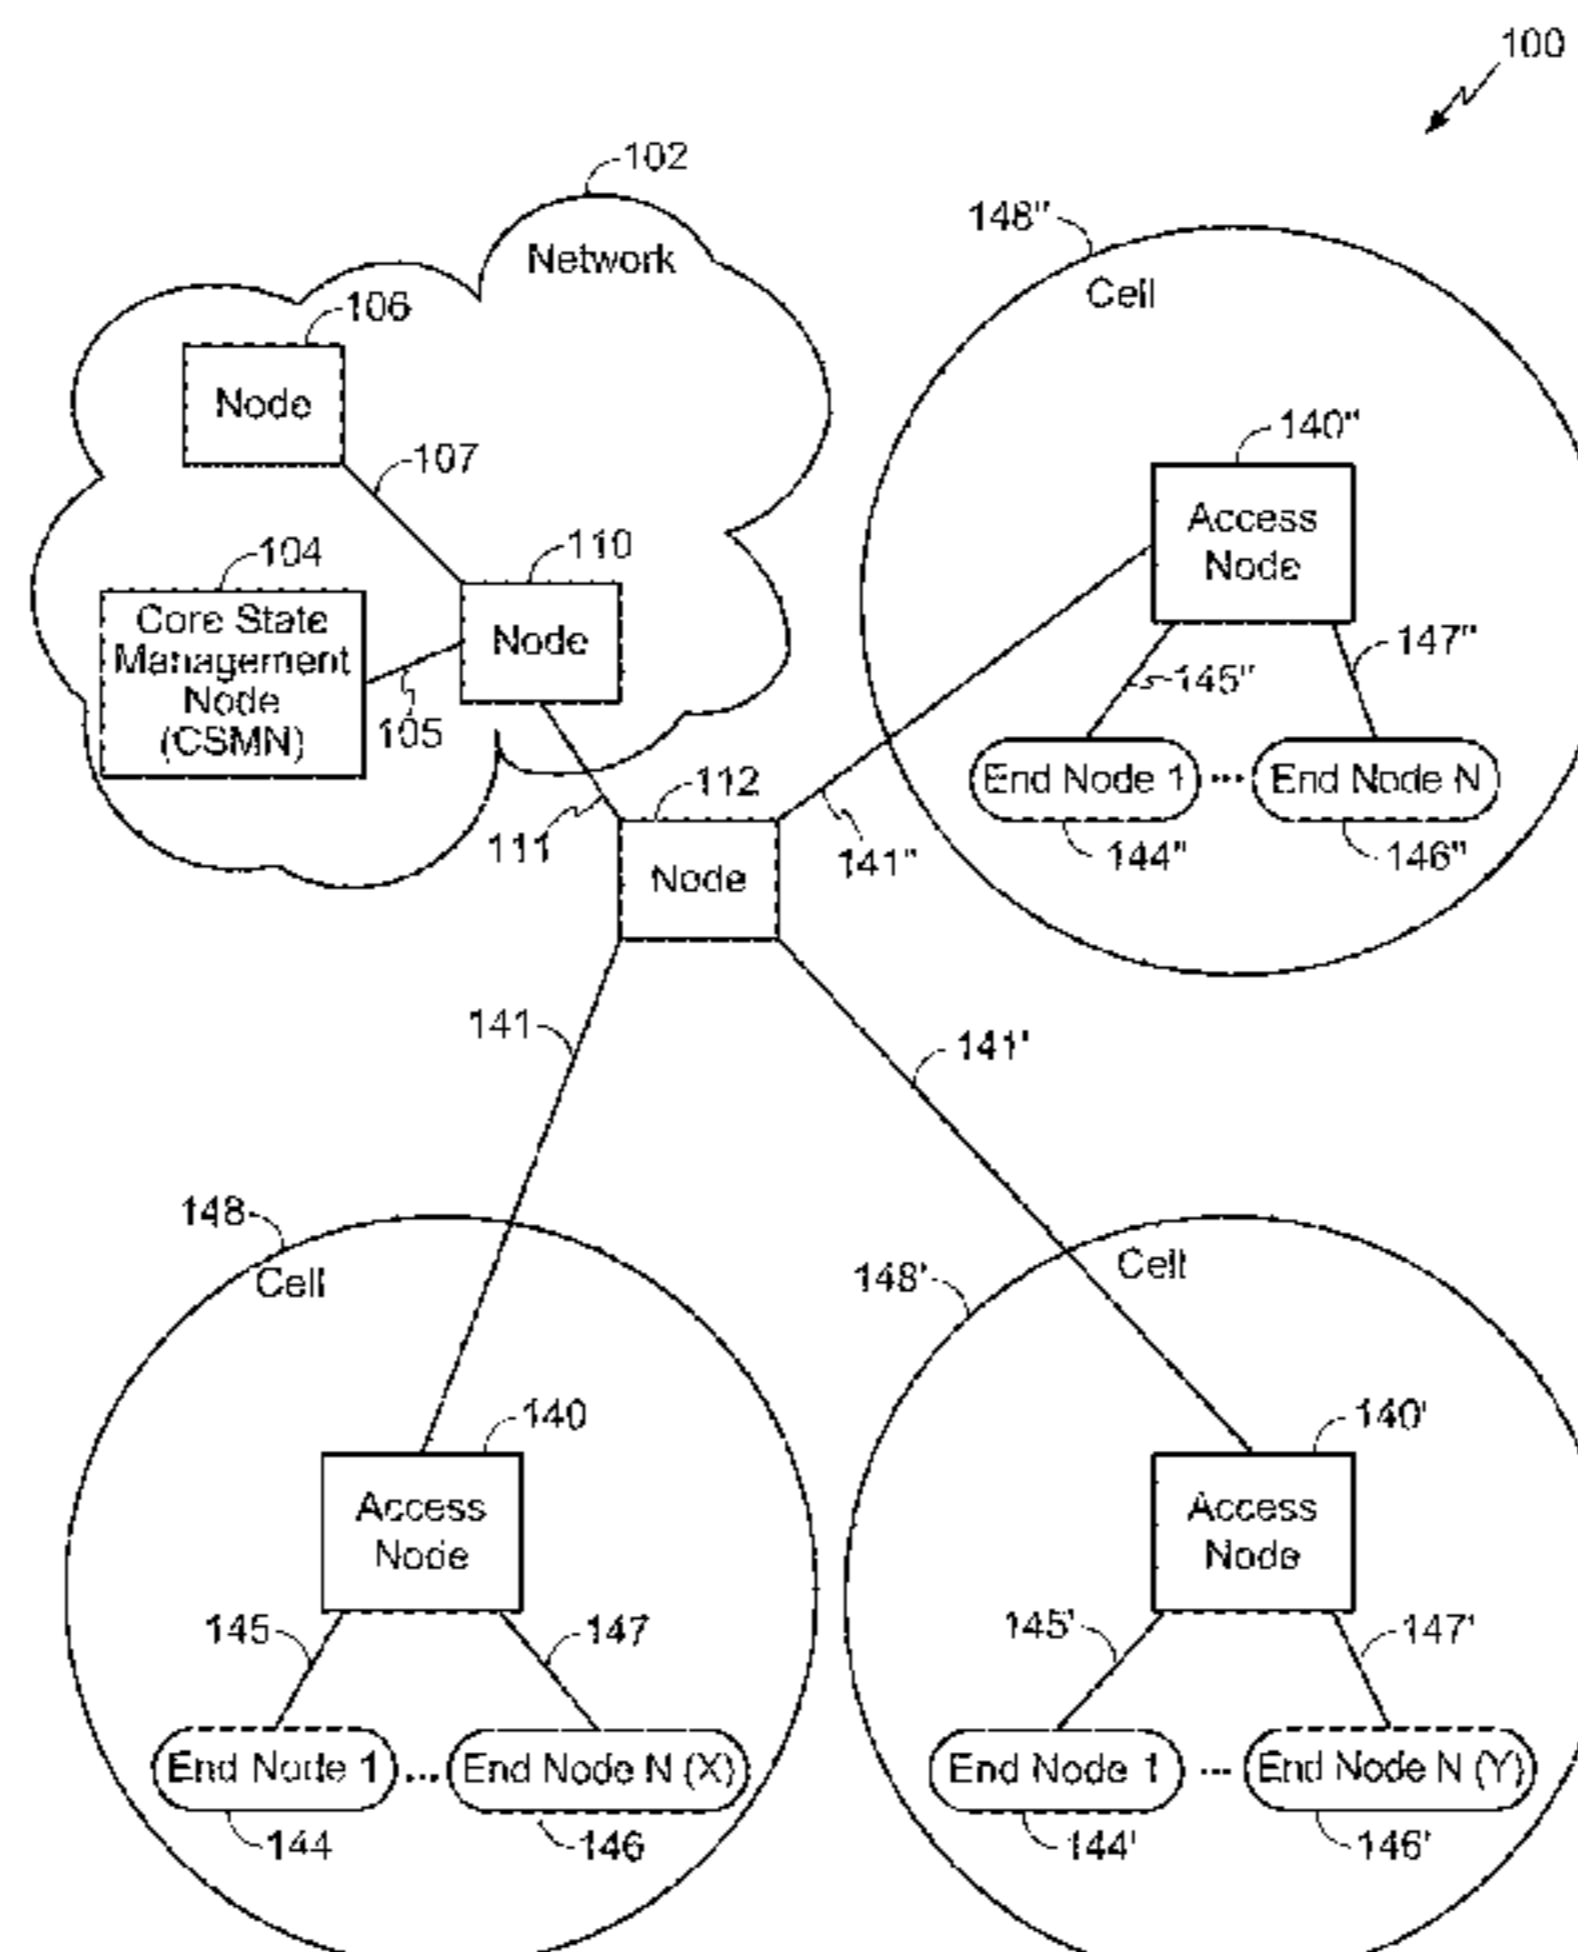 100
102
Network
148"
Cell
106
Node
107
140"
Access
Node
104
Core State
Management
Node
(CSMN)
110
Node
105
147"
145"
End Node 1 ... End Node N
144"
146"
111
112
Node
141"
141
141'
148
Cell
148'
Cell
140
Access
Node
140'
Access
Node
145
147
145'
147'
End Node 1 ... End Node N (X)
End Node 1 ... End Node N (Y)
144
146
144'
146'